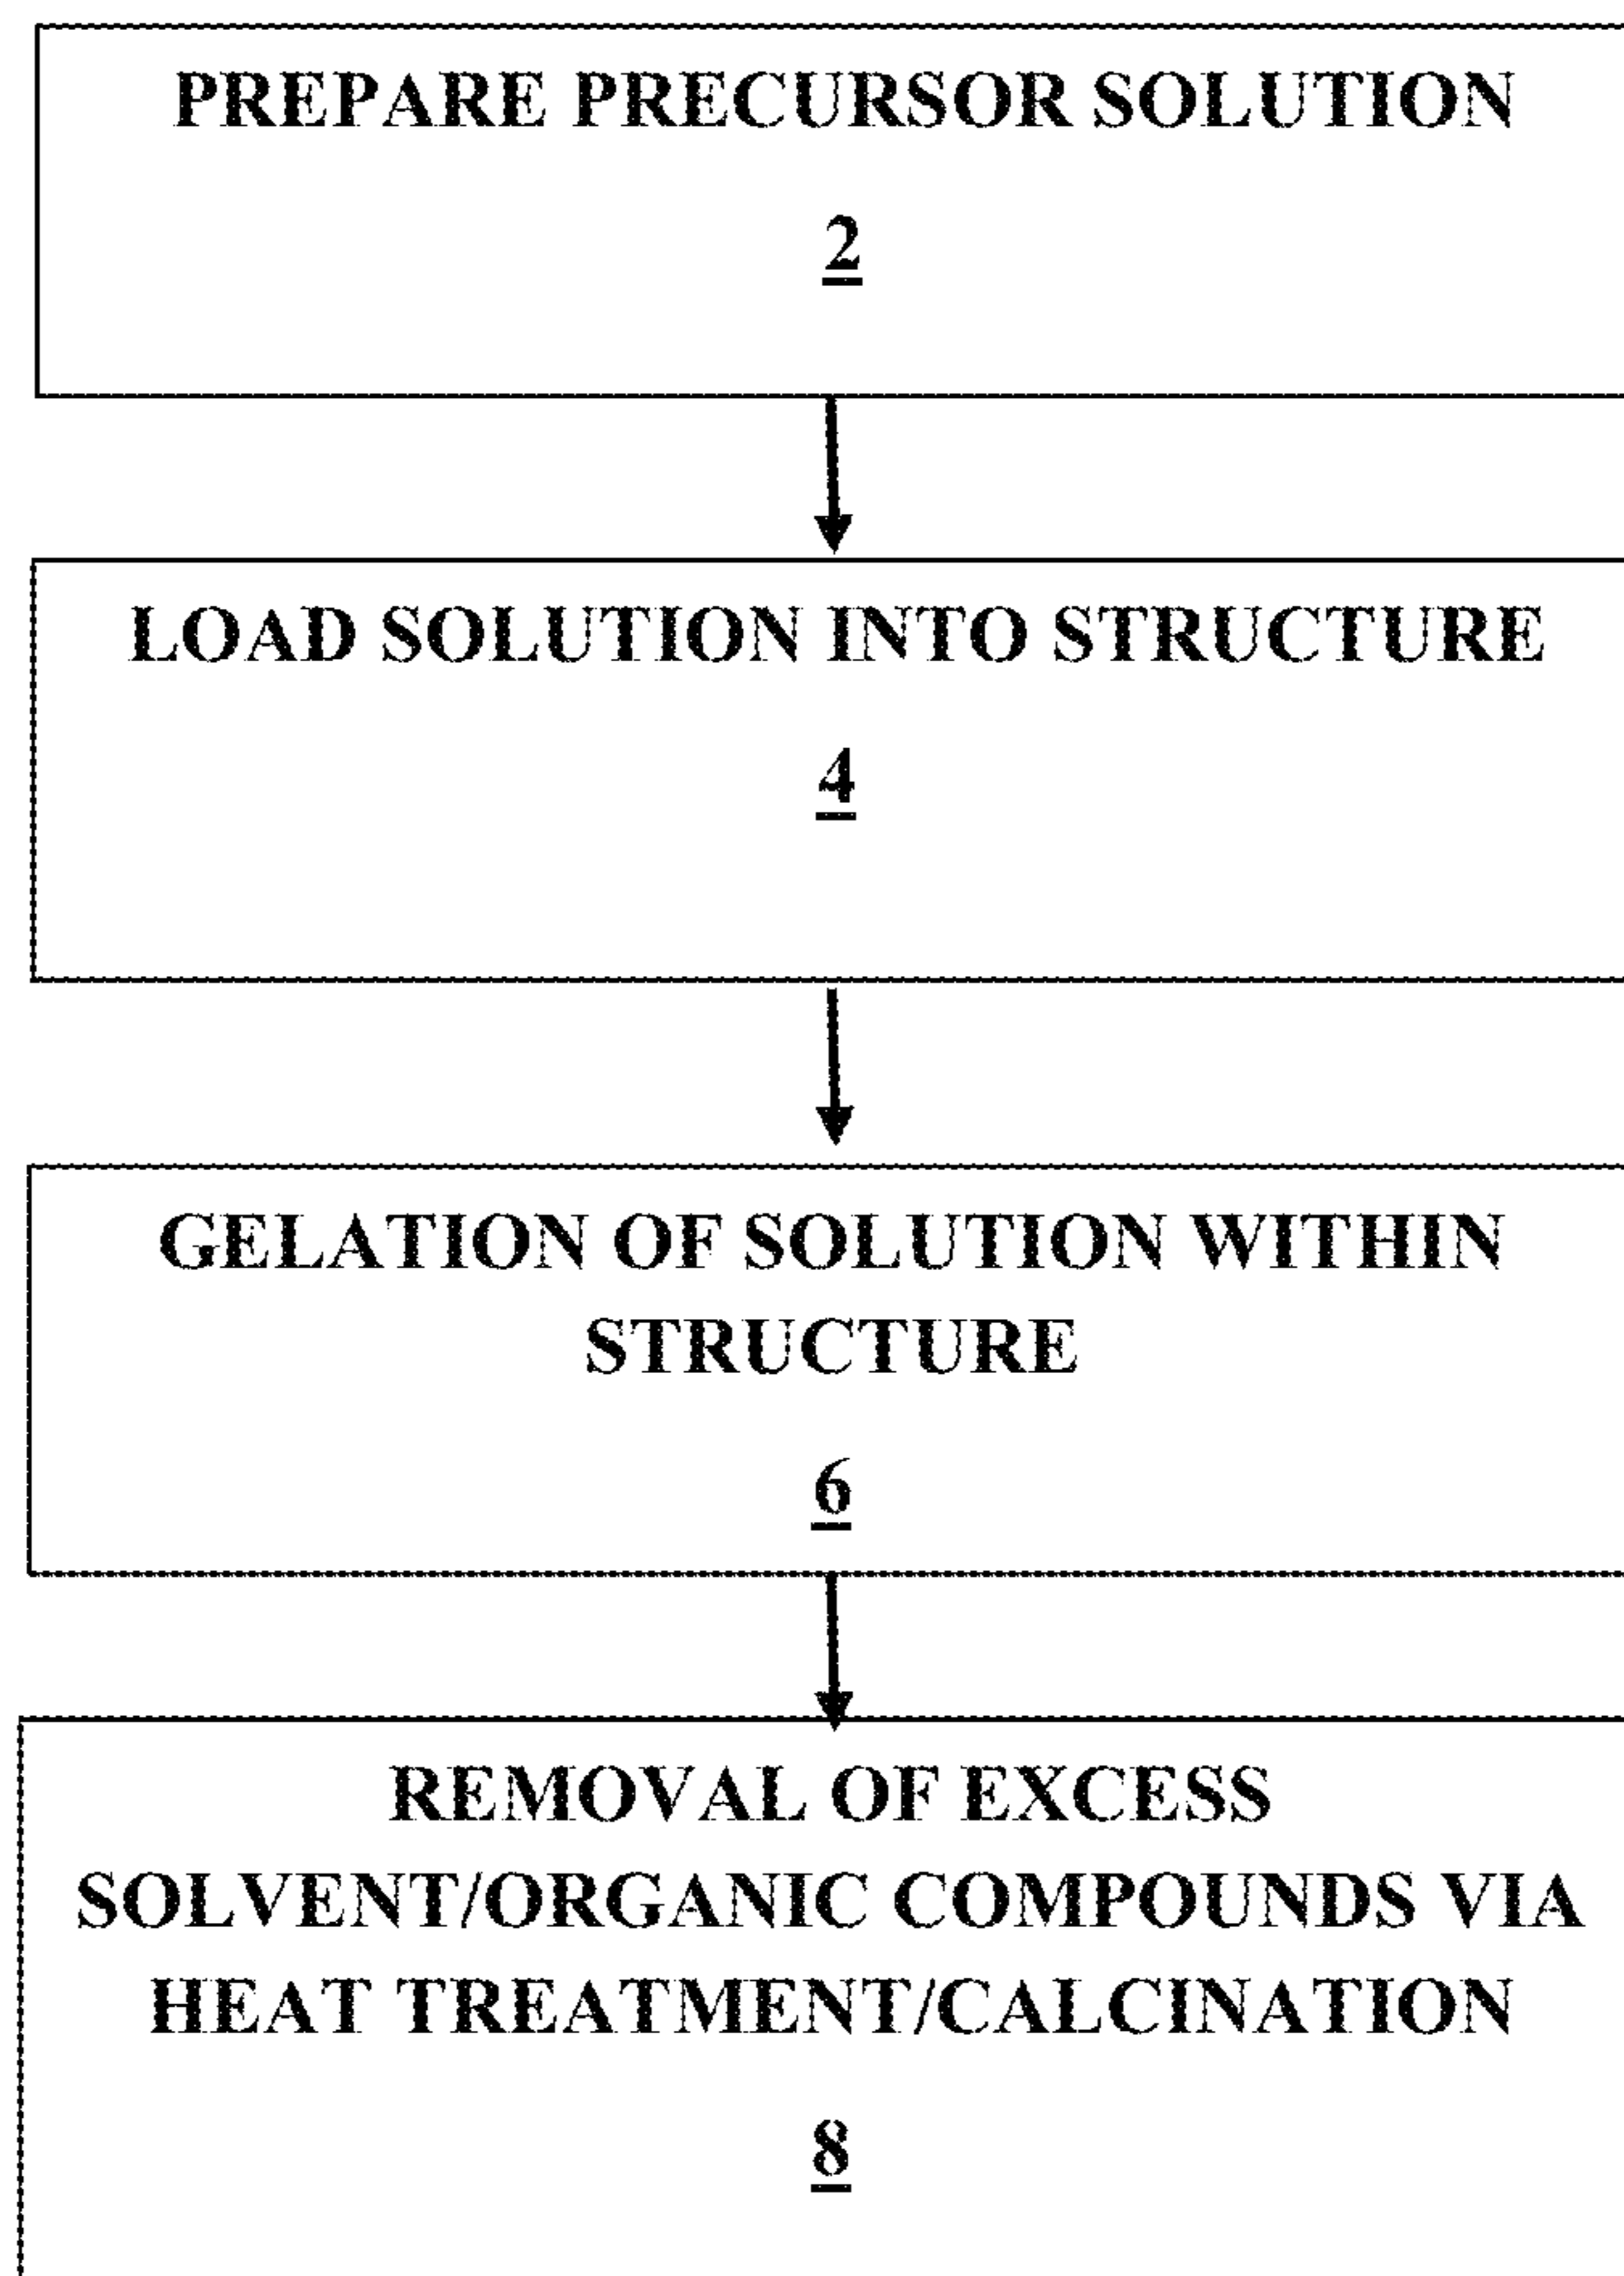 PREPARE PRECURSOR SOLUTION
2
LOAD SOLUTION INTO STRUCTURE
4
GELATION OF SOLUTION WITHIN
STRUCTURE
6
REMOVAL OF EXCESS
SOLVENT/ORGANIC COMPOUNDS VIA
HEAT TREATMENT/CALCINATION
8